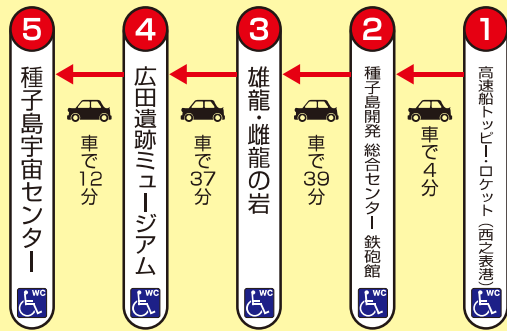 1
高速船トッピー・ロケット（西之表港）
WC
車で4分
2
種子島開発 総合センター 鉄砲館
WC
車で39分
3
雄龍・雌龍の岩
WC
車で37分
4
広田遺跡ミュージアム
WC
車で12分
5
種子島宇宙センター
WC